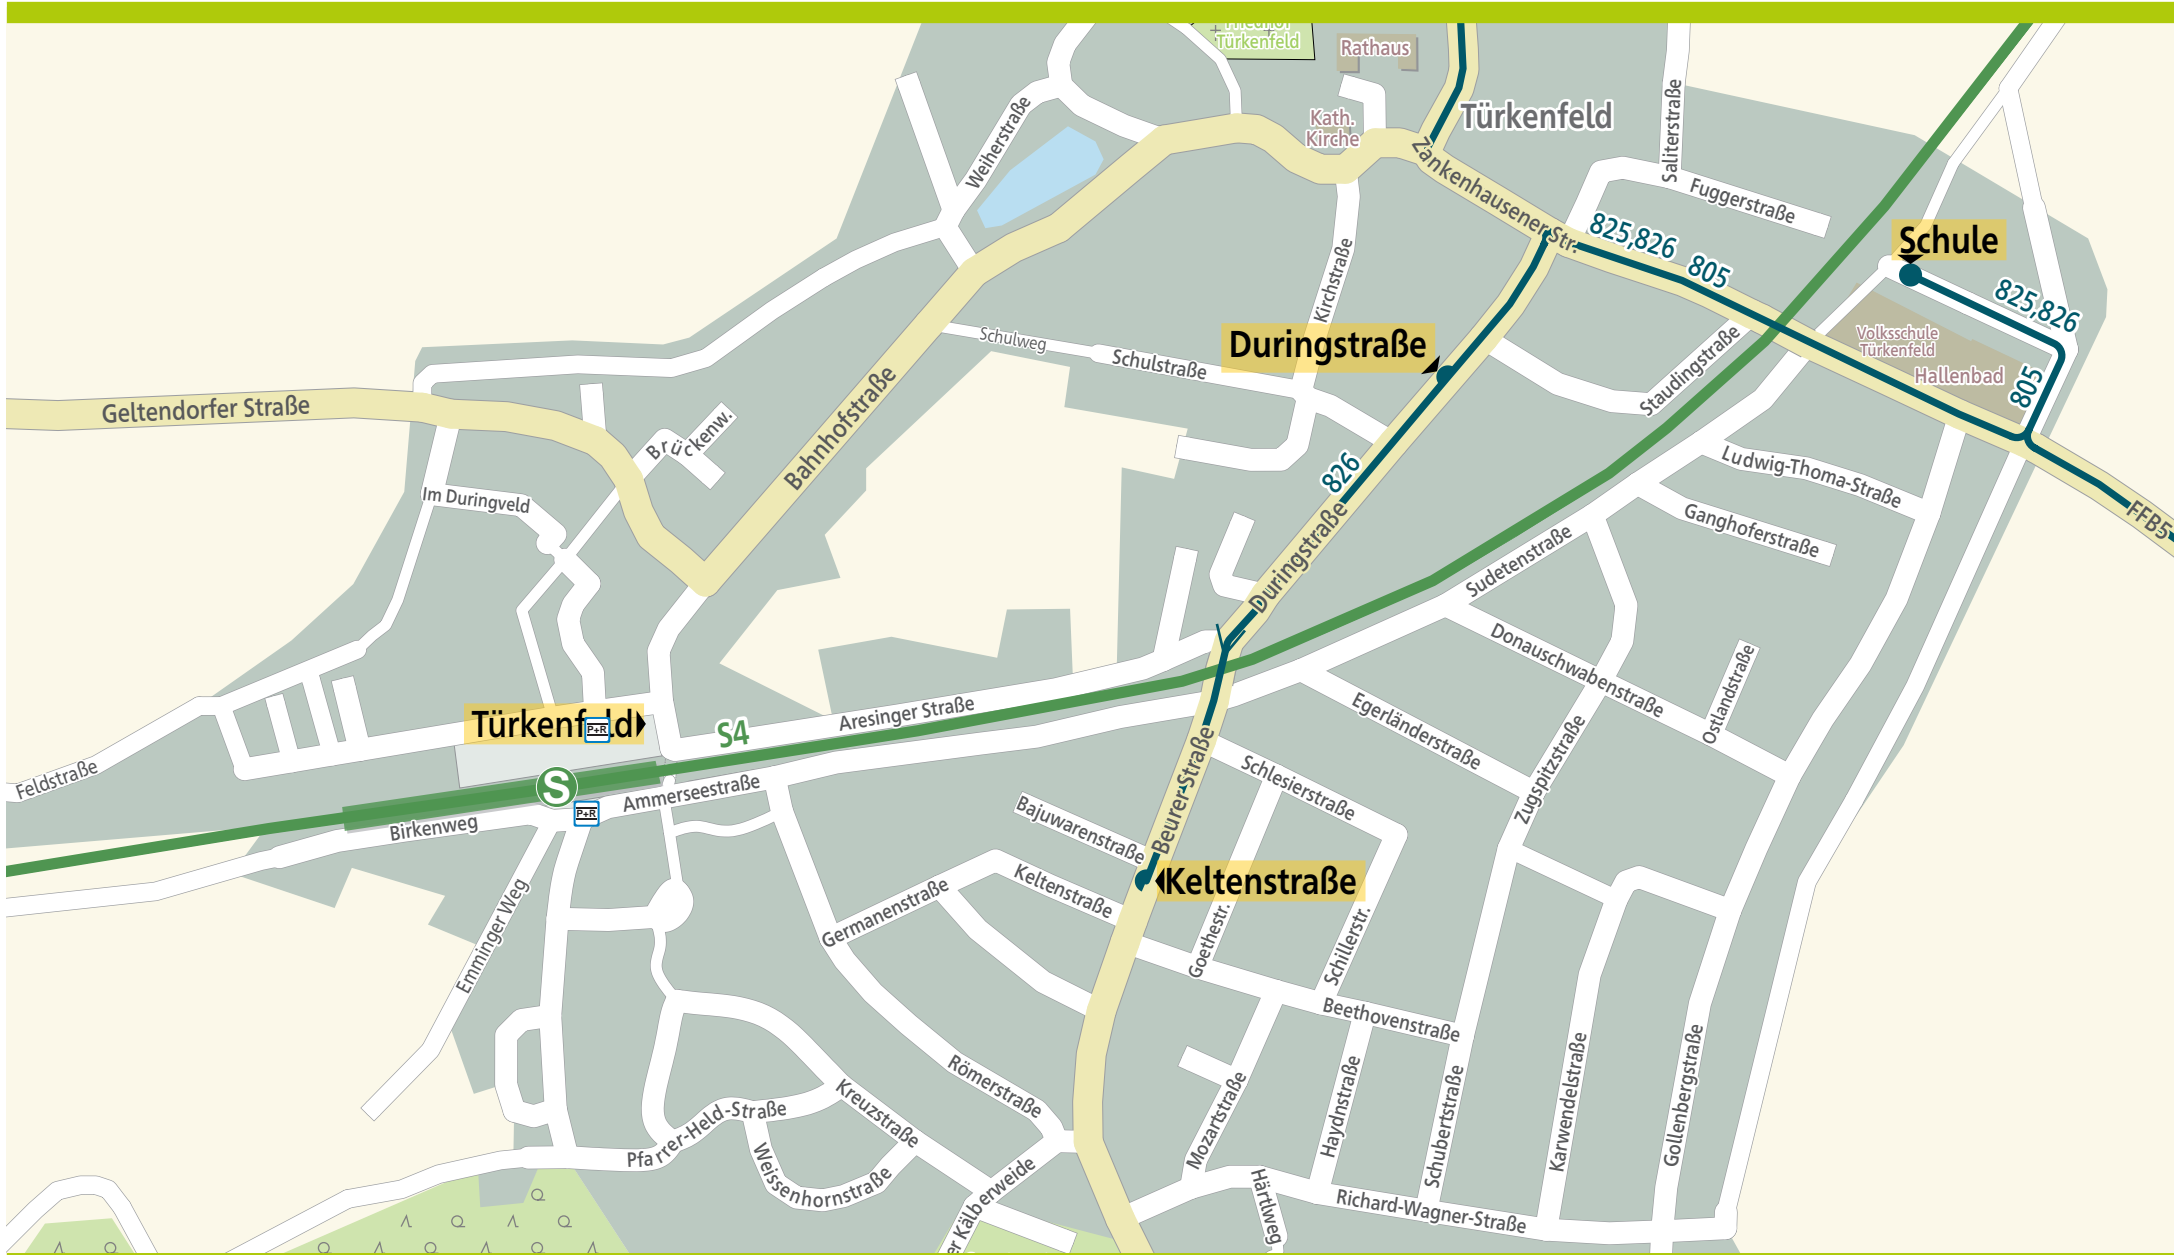 Friedhof
Türkenfeld
Rathaus
Türkenfeld
Kath.
Kirche
Weiherstraße
Zankenhausener Str.
Saliterstraße
Fuggerstraße
825,826
805
Schule
825,826
Volksschule
Türkenfeld
Hallenbad
805
Kirchstraße
Schulweg
Schulstraße
Duringstraße
Staudingstraße
Geltendorfer Straße
Bahnhofstraße
Brückenw.
Im Duringveld
826
Duringstraße
Ludwig-Thoma-Straße
Ganghoferstraße
FFB5
Sudetenstraße
Donauschwabenstraße
Ostlandstraße
Egerländerstraße
Zugspitzstraße
Türkenfeld
P+R
S4
Aresinger Straße
Feldstraße
S
P+R
Ammerseestraße
Birkenweg
Beurer Straße
Schlesierstraße
Bajuwarenstraße
Keltenstraße
Keltenstraße
Germanenstraße
Emminger Weg
Goethestr.
Schillerstr.
Beethovenstraße
Römerstraße
Kreuzstraße
Pfarrer-Held-Straße
Weissenhornstraße
er Kälberweide
Mozartstraße
Haydnstraße
Schubertstraße
Karwendelstraße
Gollenbergstraße
Härtlweg
Richard-Wagner-Straße